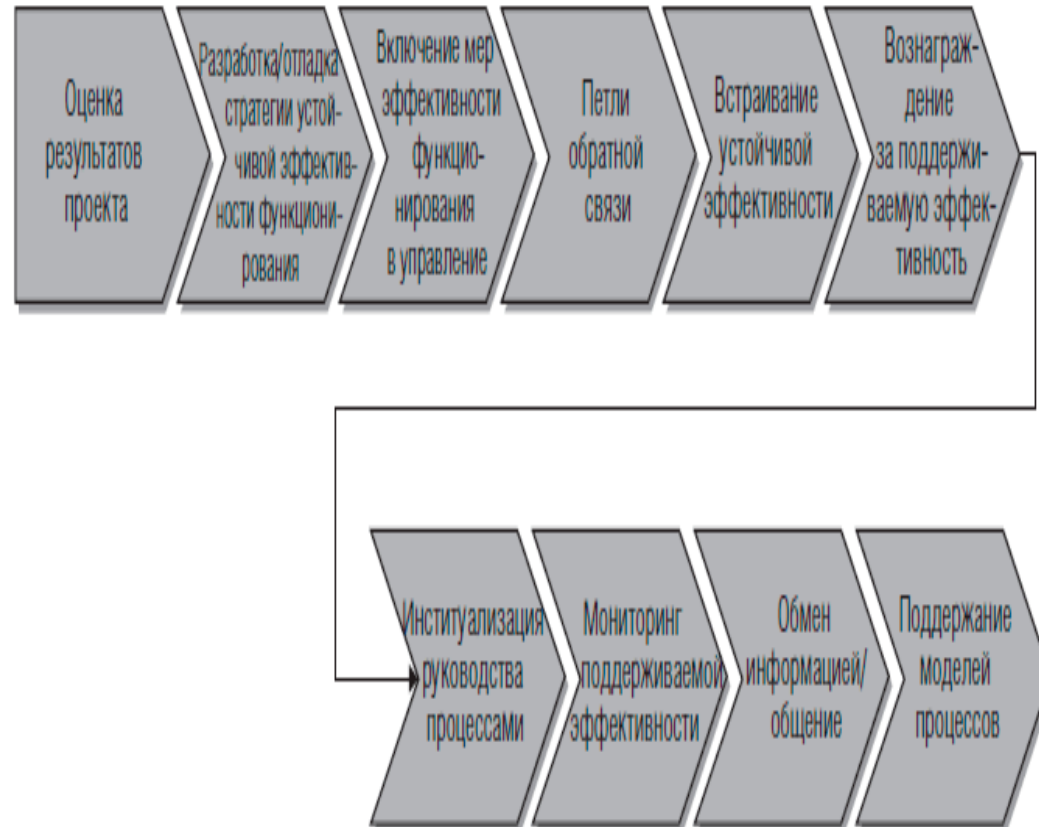 Оценка
результатов
проекта
Разработка/отладка
стратегии устой-
чивой эффектив-
ности функциони-
рования
Включение мер
эффективности
функцио-
нирования
в управление
Петли
обратной
связи
Встраивание
устойчивой
эффективности
Вознаграж-
дение
за поддержи-
ваемую эффек-
тивность
Институализация
руководства
процессами
Мониторинг
поддерживаемой
эффективности
Обмен
информацией/
общение
Поддержание
моделей
процессов